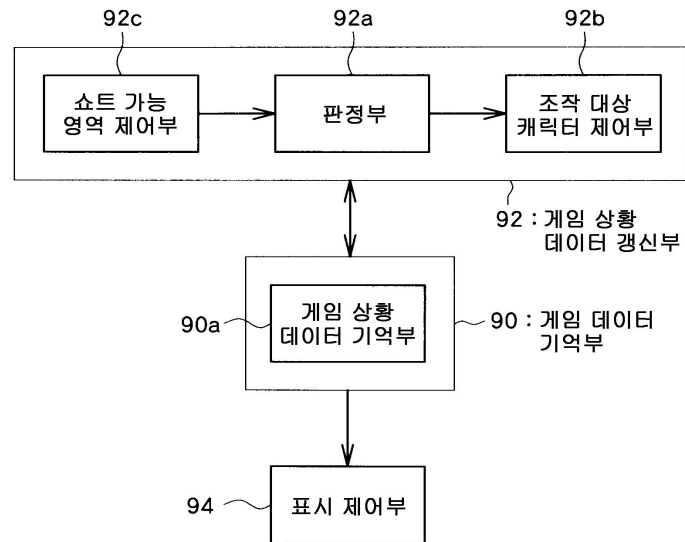 92c
92a
92b
쇼트 가능
영역 제어부
판정부
조작 대상
캐릭터 제어부
92 : 게임 상황
데이터 갱신부
90a
게임 상황
데이터 기억부
90 : 게임 데이터
기억부
94
표시 제어부